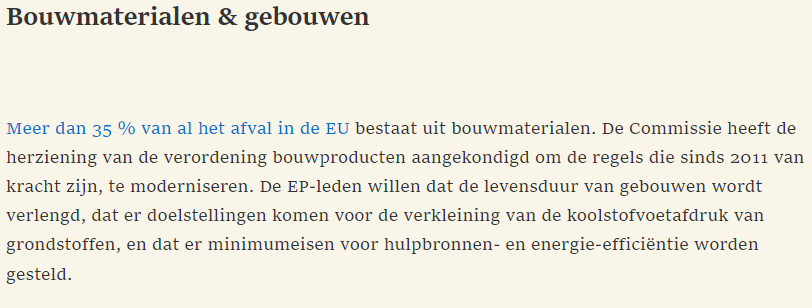 Bouwmaterialen & gebouwen
Meer dan 35 % van al het afval in de EU bestaat uit bouwmaterialen. De Commissie heeft de
herziening van de verordening bouwproducten aangekondigd om de regels die sinds 2011 van
kracht zijn, te moderniseren. De EP-leden willen dat de levensduur van gebouwen wordt
verlengd, dat er doelstellingen komen voor de verkleining van de koolstofvoetafdruk van
grondstoffen, en dat er minimumeisen voor hulpbronnen- en energie-efficiëntie worden
gesteld.